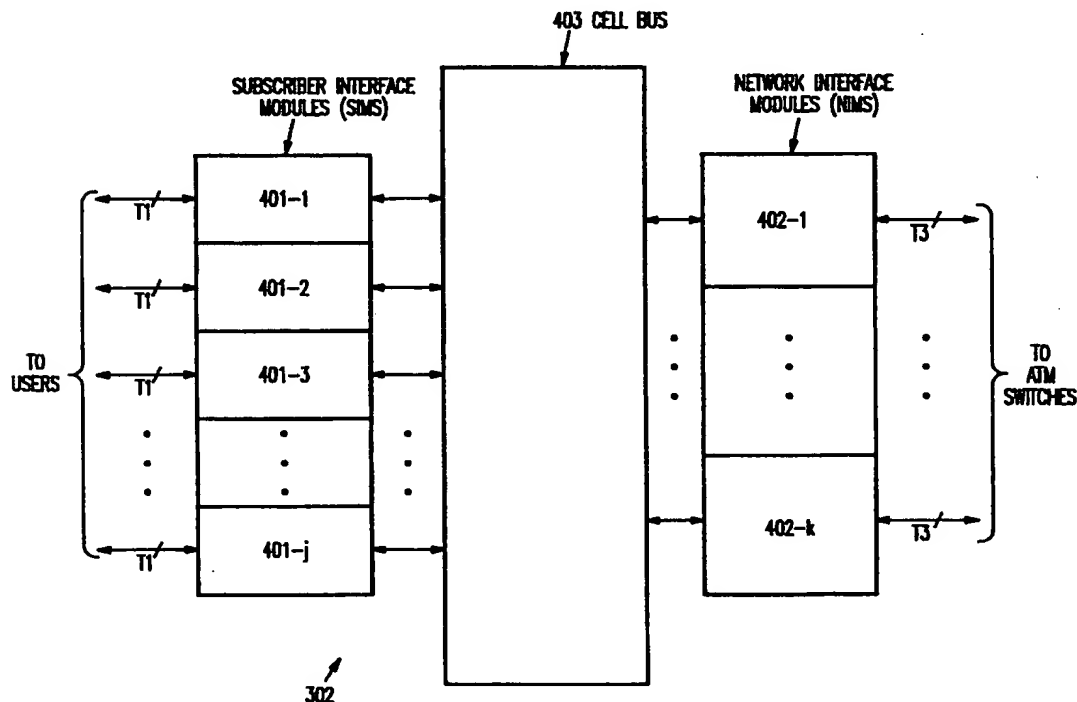 403 CELL BUS
SUBSCRIBER INTERFACE
MODULES (SIMS)
NETWORK INTERFACE
MODULES (NIMS)
T1
401-1
402-1
T3
T1
401-2
TO
USERS
T1
401-3
TO
ATM
SWITCHES
T1
401-j
402-k
T3
302